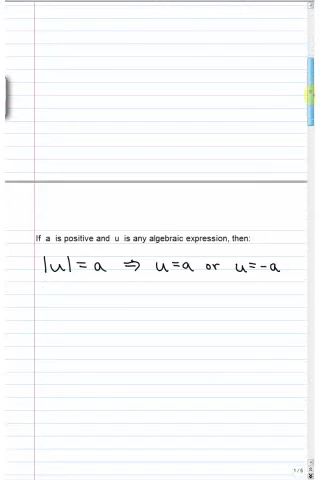 If a is positive and u is any algebraic expression, then:
|u| = a ⇒ u = a or u = -a
1 / 5